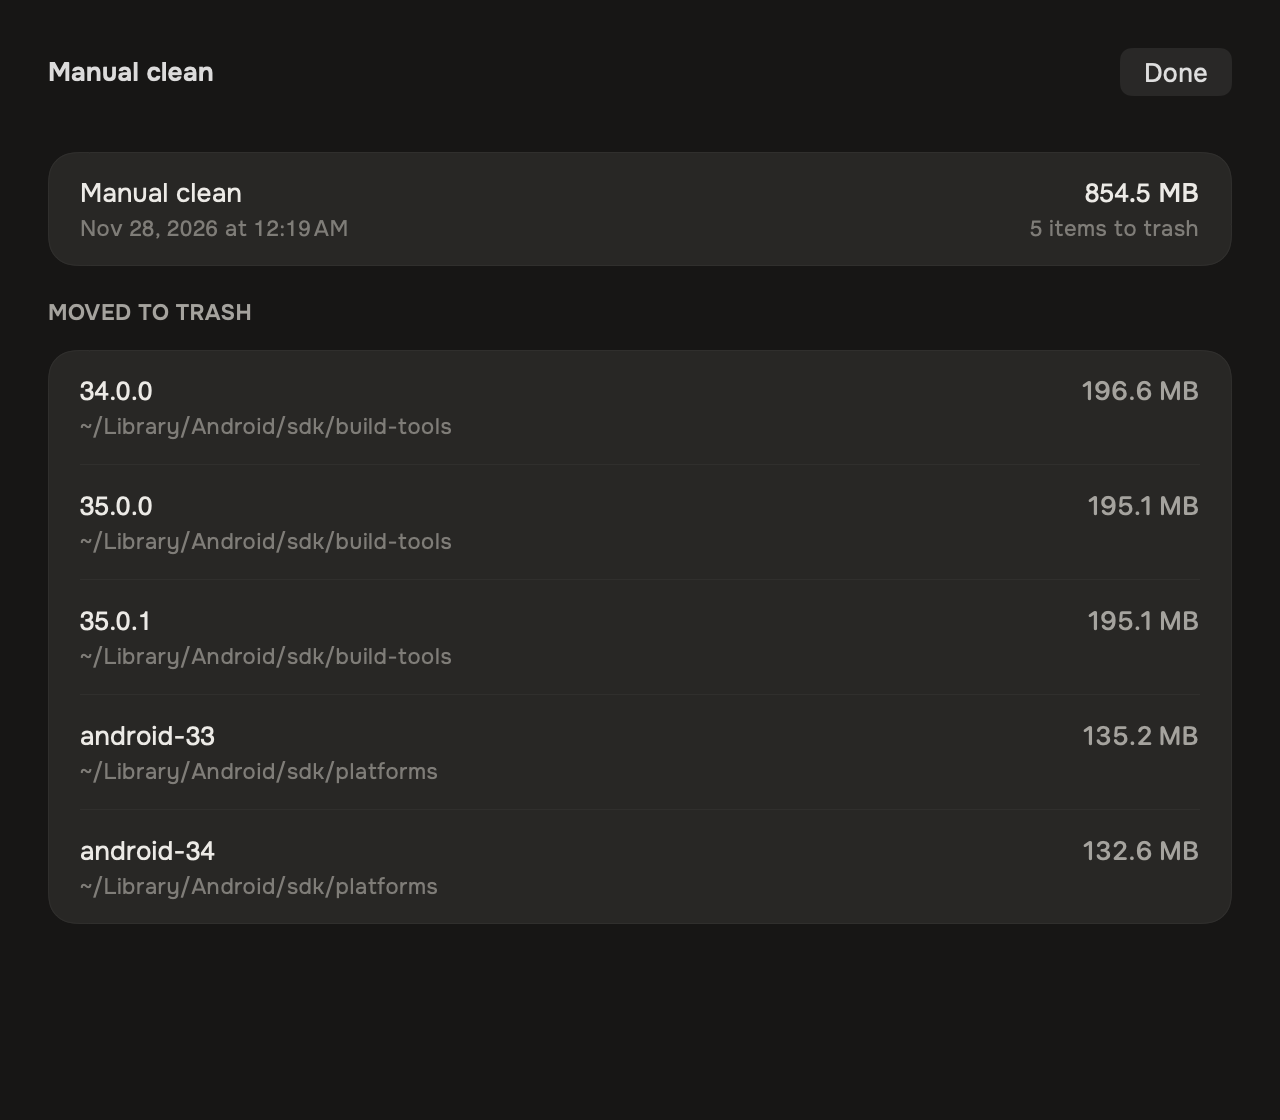 Manual clean
Done
Manual clean
854.5 MB
Nov 28, 2026 at 12:19 AM
5 items to trash
MOVED TO TRASH
34.0.0
196.6 MB
~/Library/Android/sdk/build-tools
35.0.0
195.1 MB
~/Library/Android/sdk/build-tools
35.0.1
195.1 MB
~/Library/Android/sdk/build-tools
android-33
135.2 MB
~/Library/Android/sdk/platforms
android-34
132.6 MB
~/Library/Android/sdk/platforms